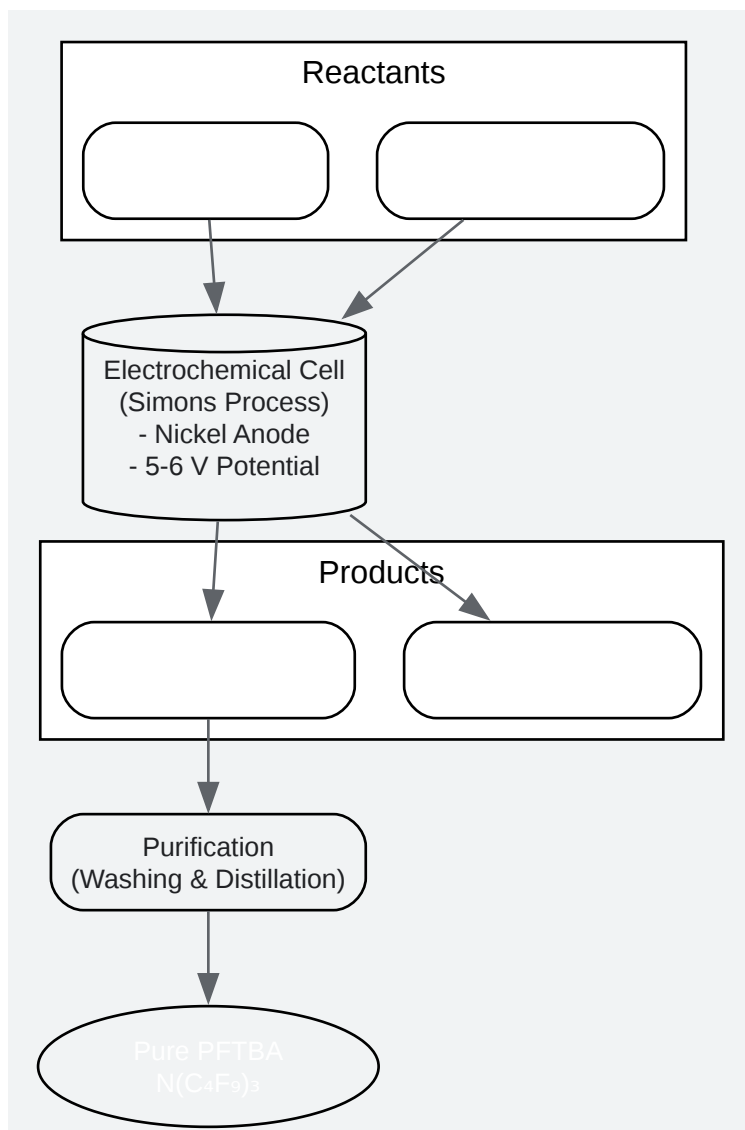 Reactants
Electrochemical Cell
(Simons Process)
- Nickel Anode
- 5-6 V Potential
Products
Purification
(Washing & Distillation)
Pure PFTBA
N(C₄F₉)₃